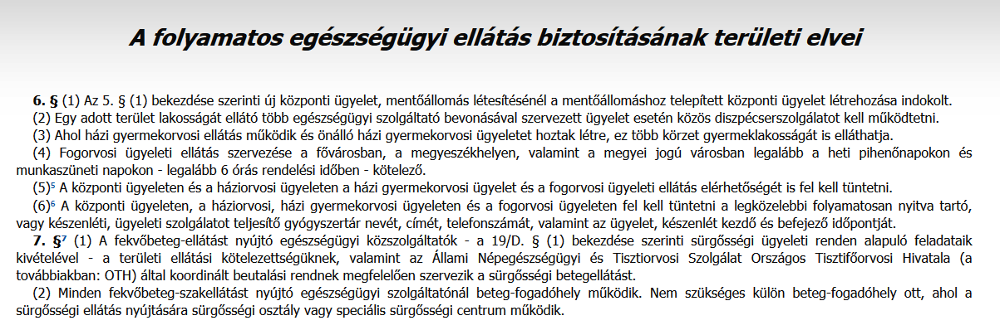 A folyamatos egészségügyi ellátás biztosításának területi elvei
6. § (1) Az 5. § (1) bekezdése szerinti új központi ügyelet, mentőállomás létesítésénél a mentőállomáshoz telepített központi ügyelet létrehozása indokolt.
(2) Egy adott terület lakosságát ellátó több egészségügyi szolgáltató bevonásával szervezett ügyelet esetén közös diszpécserszolgálatot kell működtetni.
(3) Ahol házi gyermekorvosi ellátás működik és önálló házi gyermekorvosi ügyeletet hoztak létre, ez több körzet gyermeklakosságát is elláthatja.
(4) Fogorvosi ügyeleti ellátás szervezése a fővárosban, a megyeszékhelyen, valamint a megyei jogú városban legalább a heti pihenőnapokon és
munkaszüneti napokon - legalább 6 órás rendelési időben - kötelező.
(5)⁵ A központi ügyeleten és a háziorvosi ügyeleten a házi gyermekorvosi ügyelet és a fogorvosi ügyeleti ellátás elérhetőségét is fel kell tüntetni.
(6)⁶ A központi ügyeleten, a háziorvosi, házi gyermekorvosi ügyeleten és a fogorvosi ügyeleten fel kell tüntetni a legközelebbi folyamatosan nyitva tartó,
vagy készenléti, ügyeleti szolgálatot teljesítő gyógyszertár nevét, címét, telefonszámát, valamint az ügyelet, készenlét kezdő és befejező időpontját.
7. §⁷ (1) A fekvőbeteg-ellátást nyújtó egészségügyi közszolgáltatók - a 19/D. § (1) bekezdése szerinti sürgősségi ügyeleti renden alapuló feladataik
kivételével - a területi ellátási kötelezettségüknek, valamint az Állami Népegészségügyi és Tisztiorvosi Szolgálat Országos Tisztifőorvosi Hivatala (a
továbbiakban: OTH) által koordinált beutalási rendnek megfelelően szervezik a sürgősségi betegellátást.
(2) Minden fekvőbeteg-szakellátást nyújtó egészségügyi szolgáltatónál beteg-fogadóhely működik. Nem szükséges külön beteg-fogadóhely ott, ahol a
sürgősségi ellátás nyújtására sürgősségi osztály vagy speciális sürgősségi centrum működik.